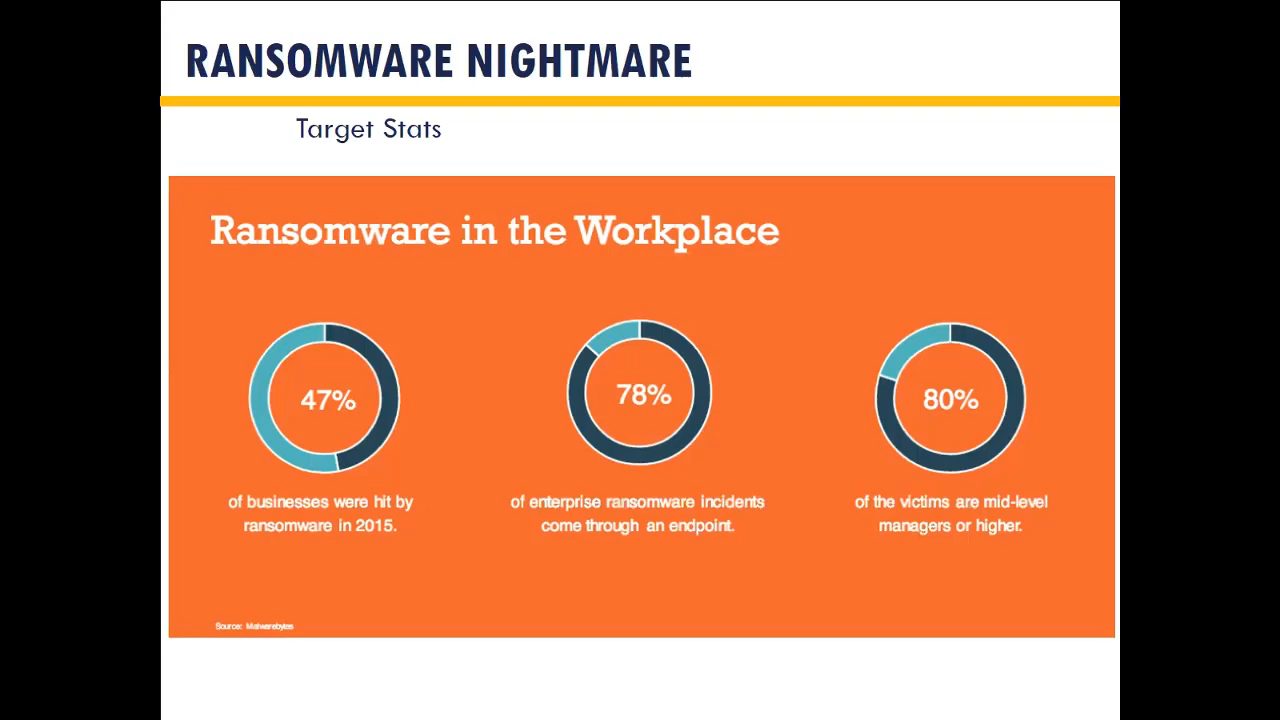 RANSOMWARE NIGHTMARE
Target Stats
Ransomware in the Workplace
47%
of businesses were hit by
ransomware in 2015.
78%
of enterprise ransomware incidents
come through an endpoint.
80%
of the victims are mid-level
managers or higher.
Source: Malwarebytes